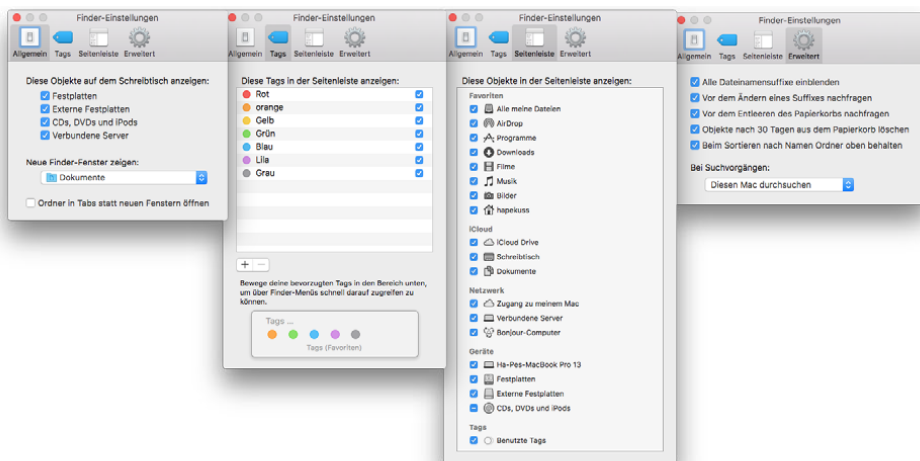 Finder-Einstellungen
Allgemein Tags Seitenleiste Erweitert
Diese Objekte auf dem Schreibtisch anzeigen:
Festplatten
Externe Festplatten
CDs, DVDs und iPods
Verbundene Server
Neue Finder-Fenster zeigen:
Dokumente
Ordner in Tabs statt neuen Fenstern öffnen
Finder-Einstellungen
Allgemein Tags Seitenleiste Erweitert
Diese Tags in der Seitenleiste anzeigen:
Rot
orange
Gelb
Grün
Blau
Lila
Grau
+ −
Bewege deine bevorzugten Tags in den Bereich unten,
um über Finder-Menüs schnell darauf zugreifen zu
können.
Tags ...
Tags (Favoriten)
Finder-Einstellungen
Allgemein Tags Seitenleiste Erweitert
Diese Objekte in der Seitenleiste anzeigen:
Favoriten
Alle meine Dateien
AirDrop
Programme
Downloads
Filme
Musik
Bilder
hapekuss
iCloud
iCloud Drive
Schreibtisch
Dokumente
Netzwerk
Zugang zu meinem Mac
Verbundene Server
Bonjour-Computer
Geräte
Ha-Pes-MacBook Pro 13
Festplatten
Externe Festplatten
CDs, DVDs und iPods
Tags
Benutzte Tags
Finder-Einstellungen
Allgemein Tags Seitenleiste Erweitert
Alle Dateinamensuffixe einblenden
Vor dem Ändern eines Suffixes nachfragen
Vor dem Entleeren des Papierkorbs nachfragen
Objekte nach 30 Tagen aus dem Papierkorb löschen
Beim Sortieren nach Namen Ordner oben behalten
Bei Suchvorgängen:
Diesen Mac durchsuchen